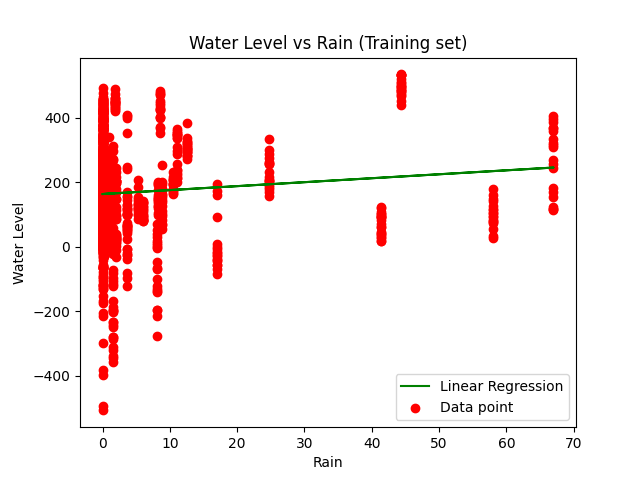 Water Level vs Rain (Training set)
Water Level
400
200
0
−200
−400
Linear Regression
Data point
0 10 20 30 40 50 60 70
Rain